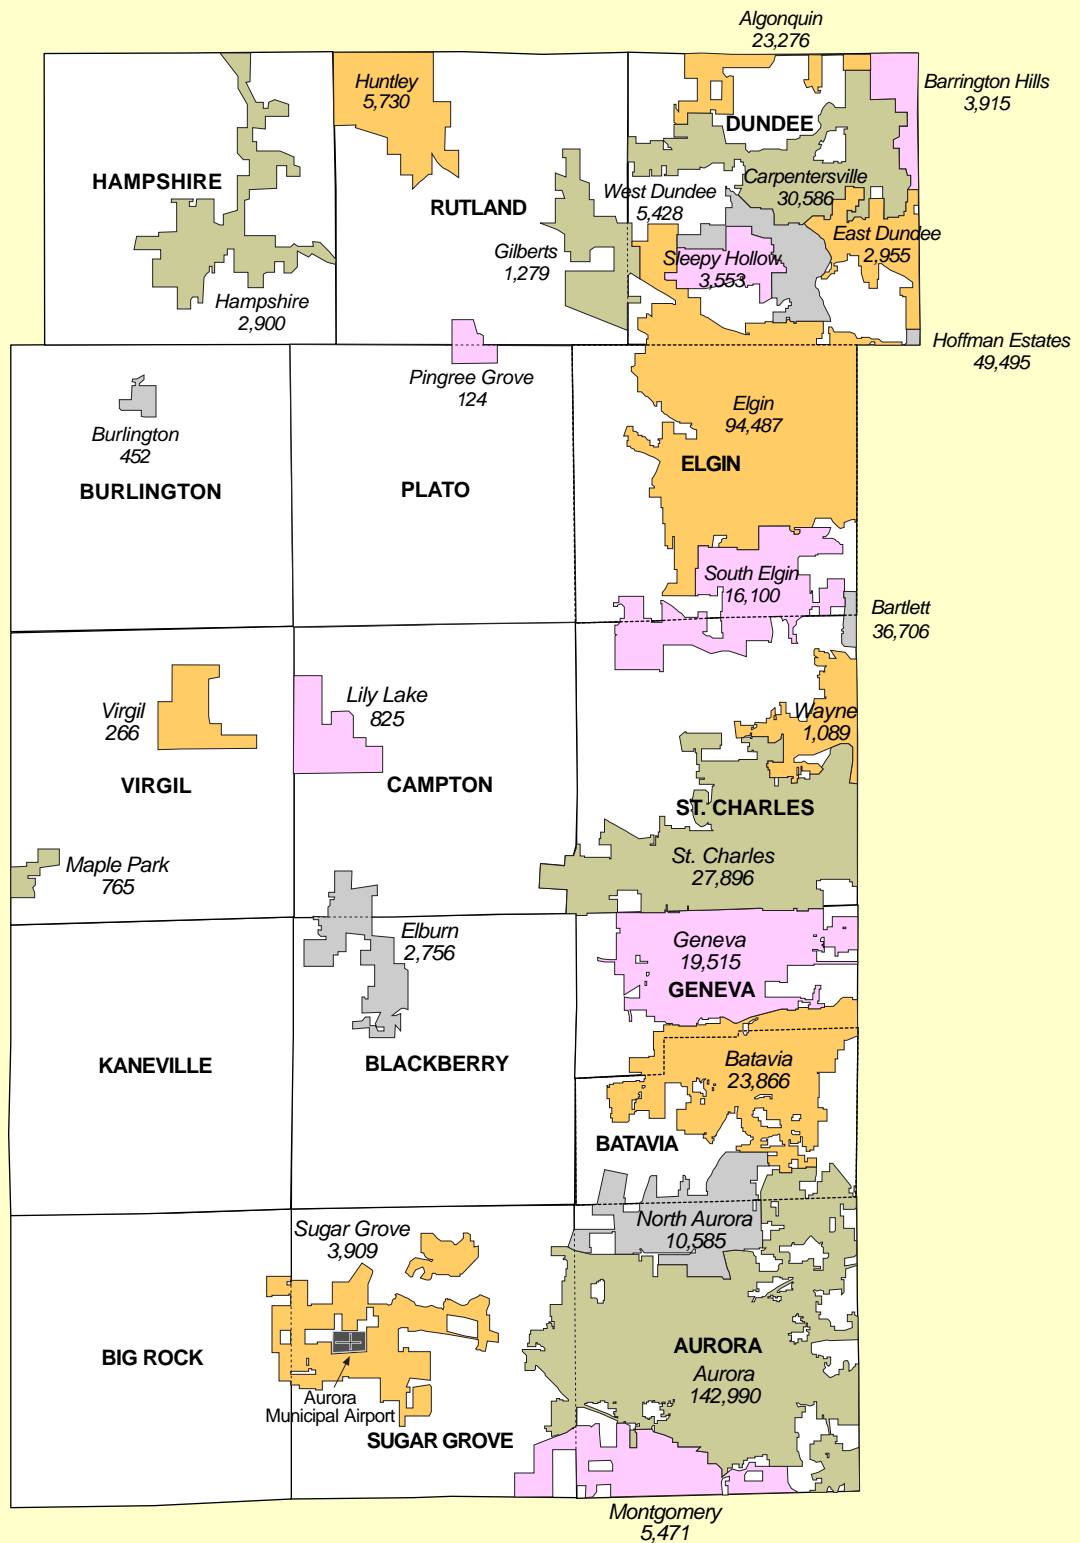 Algonquin
23,276
Huntley
5,730
Barrington Hills
3,915
DUNDEE
HAMPSHIRE
Carpentersville
30,586
West Dundee
5,428
RUTLAND
East Dundee
2,955
Gilberts
1,279
Sleepy Hollow
3,553
Hampshire
2,900
Hoffman Estates
49,495
Pingree Grove
124
Elgin
94,487
Burlington
452
ELGIN
BURLINGTON
PLATO
South Elgin
16,100
Bartlett
36,706
Lily Lake
825
Virgil
266
Wayne
1,089
VIRGIL
CAMPTON
ST. CHARLES
Maple Park
765
St. Charles
27,896
Elburn
2,756
Geneva
19,515
GENEVA
KANEVILLE
BLACKBERRY
Batavia
23,866
BATAVIA
North Aurora
10,585
Sugar Grove
3,909
BIG ROCK
AURORA
Aurora
142,990
Aurora
Municipal Airport
SUGAR GROVE
Montgomery
5,471